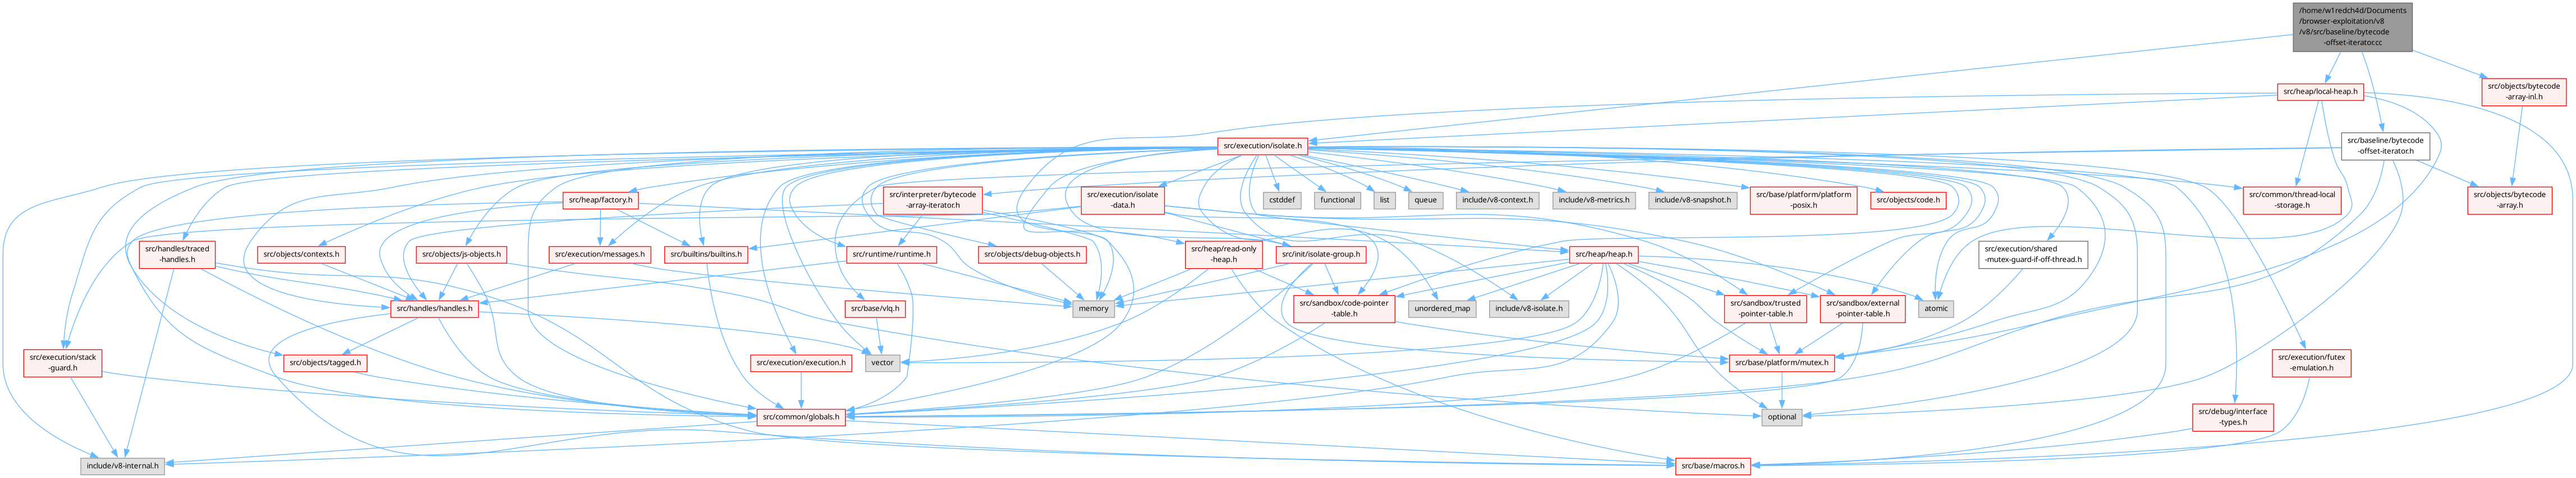 /home/w1redch4d/Documents
/browser-exploitation/v8
/v8/src/baseline/bytecode
-offset-iterator.cc
src/heap/local-heap.h
src/objects/bytecode
-array-inl.h
src/execution/isolate.h
src/baseline/bytecode
-offset-iterator.h
src/heap/factory.h
src/interpreter/bytecode
-array-iterator.h
src/execution/isolate
-data.h
cstddef
functional
list
queue
include/v8-context.h
include/v8-metrics.h
include/v8-snapshot.h
src/base/platform/platform
-posix.h
src/objects/code.h
src/common/thread-local
-storage.h
src/objects/bytecode
-array.h
src/handles/traced
-handles.h
src/objects/contexts.h
src/objects/js-objects.h
src/execution/messages.h
src/builtins/builtins.h
src/runtime/runtime.h
src/objects/debug-objects.h
src/heap/read-only
-heap.h
src/init/isolate-group.h
src/heap/heap.h
src/execution/shared
-mutex-guard-if-off-thread.h
src/handles/handles.h
src/base/vlq.h
memory
src/sandbox/code-pointer
-table.h
unordered_map
include/v8-isolate.h
src/sandbox/trusted
-pointer-table.h
src/sandbox/external
-pointer-table.h
atomic
src/execution/stack
-guard.h
src/objects/tagged.h
src/execution/execution.h
vector
src/base/platform/mutex.h
src/execution/futex
-emulation.h
src/common/globals.h
optional
src/debug/interface
-types.h
include/v8-internal.h
src/base/macros.h